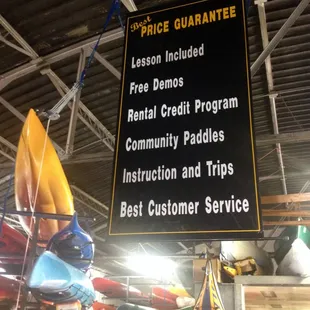 Best
PRICE GUARANTEE
Lesson Included
Free Demos
Rental Credit Program
Community Paddles
Instruction and Trips
Best Customer Service